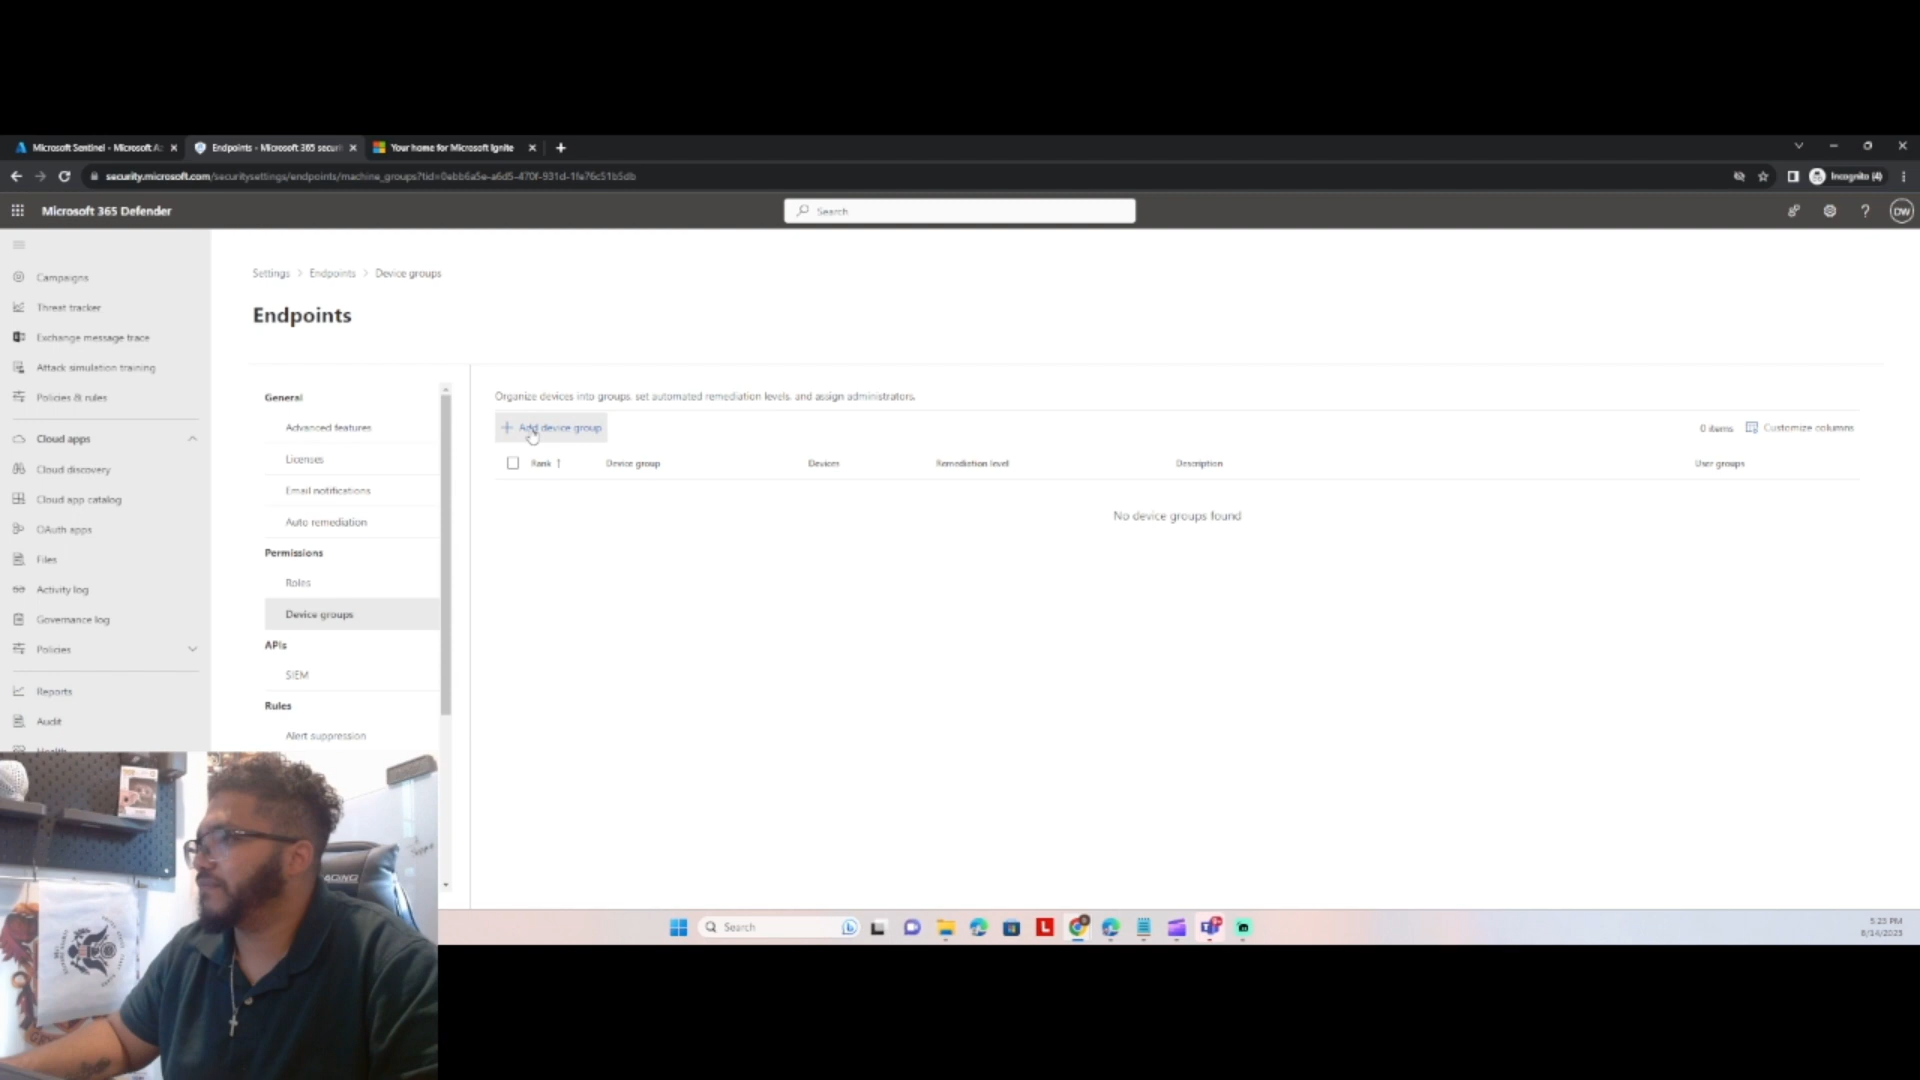 Microsoft Sentinel - Microsoft A:
Endpoints - Microsoft 365 securi
Your home for Microsoft Ignite
security.microsoft.com/securitysettings/endpoints/machine_groups?tid=0ebb6a5e-a6d5-470f-931d-1fe76c51b5db
Incognito (4)
Microsoft 365 Defender
Search
DW
Campaigns
Threat tracker
Exchange message trace
Attack simulation training
Policies & rules
Cloud apps
Cloud discovery
Cloud app catalog
OAuth apps
Files
Activity log
Governance log
Policies
Reports
Audit
Health
Settings > Endpoints > Device groups
Endpoints
General
Advanced features
Licenses
Email notifications
Auto remediation
Permissions
Roles
Device groups
APIs
SIEM
Rules
Alert suppression
Organize devices into groups, set automated remediation levels, and assign administrators.
Add device group
0 items
Customize columns
Rank ↑ Device group Devices Remediation level Description User groups
No device groups found
Search
5:25 PM
8/14/2023